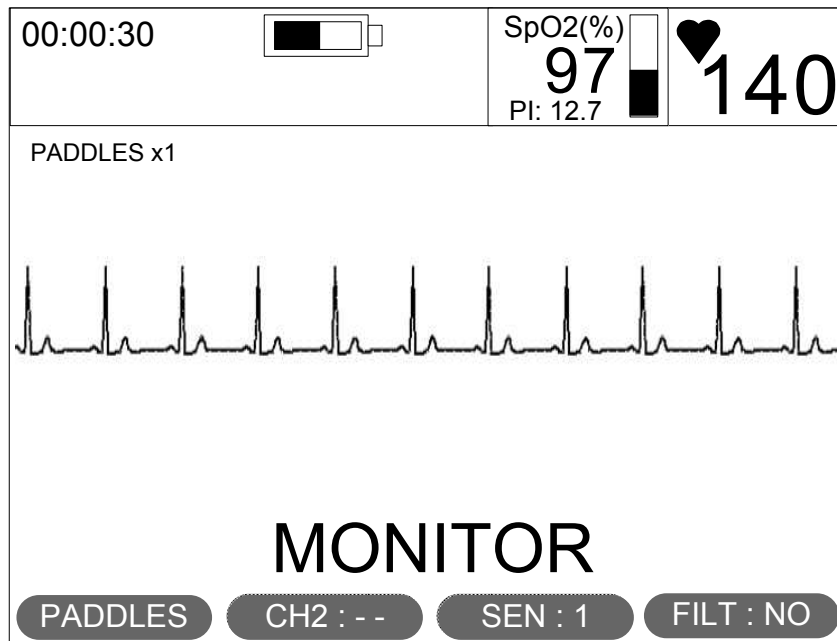 00:00:30
SpO2(%)
97
PI: 12.7
140
PADDLES x1
MONITOR
PADDLES
CH2 : - -
SEN : 1
FILT : NO